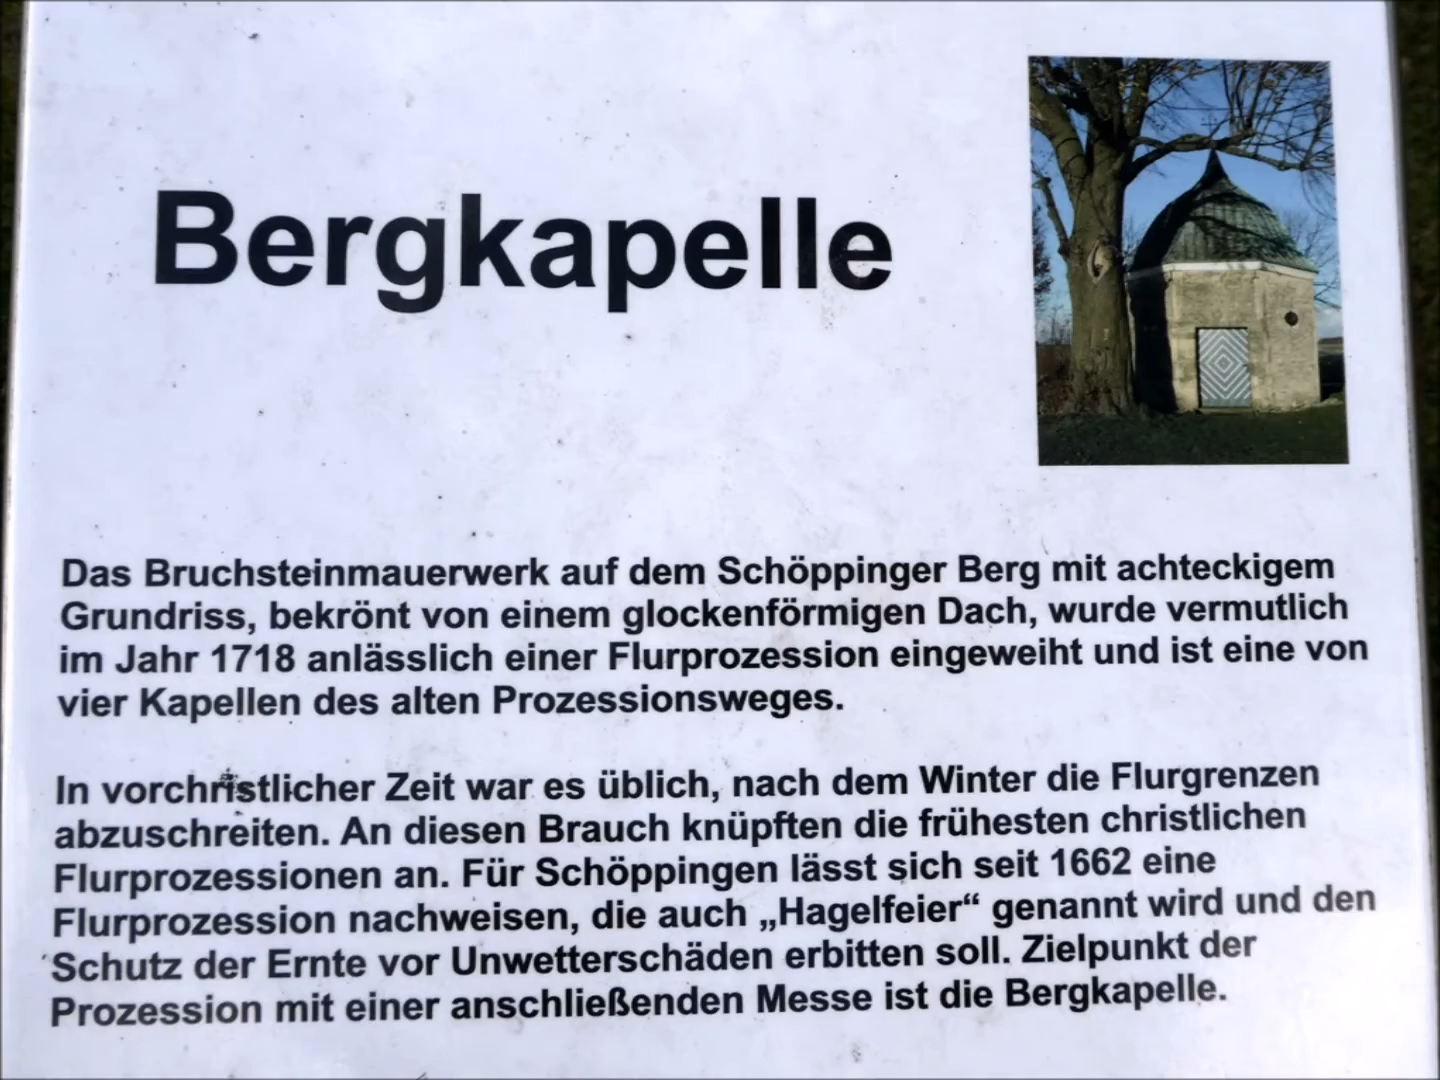 Bergkapelle
Das Bruchsteinmauerwerk auf dem Schöppinger Berg mit achteckigem
Grundriss, bekrönt von einem glockenförmigen Dach, wurde vermutlich
im Jahr 1718 anlässlich einer Flurprozession eingeweiht und ist eine von
vier Kapellen des alten Prozessionsweges.
In vorchristlicher Zeit war es üblich, nach dem Winter die Flurgrenzen
abzuschreiten. An diesen Brauch knüpften die frühesten christlichen
Flurprozessionen an. Für Schöppingen lässt sich seit 1662 eine
Flurprozession nachweisen, die auch „Hagelfeier“ genannt wird und den
Schutz der Ernte vor Unwetterschäden erbitten soll. Zielpunkt der
Prozession mit einer anschließenden Messe ist die Bergkapelle.